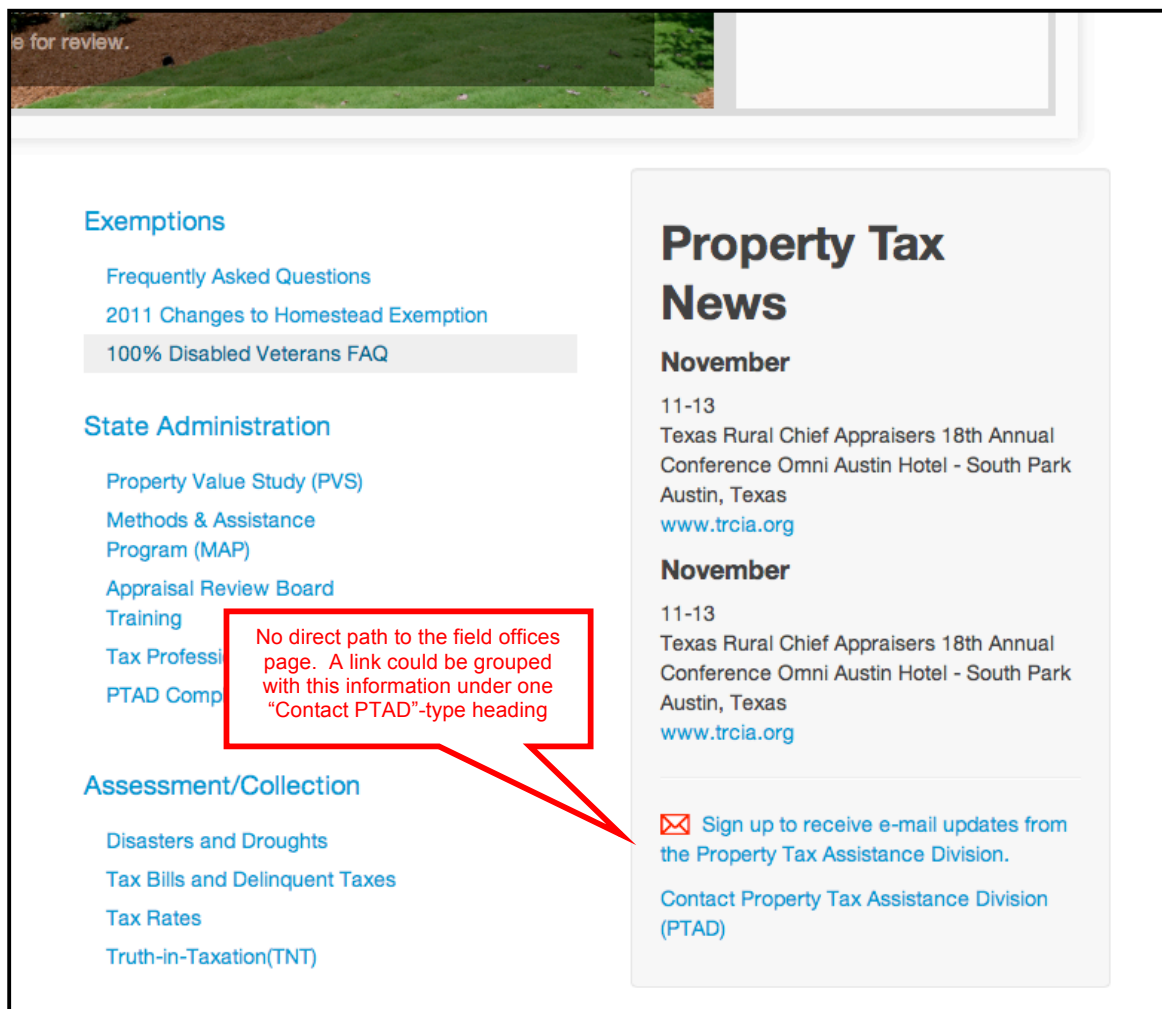 e for review.
Exemptions
Frequently Asked Questions
2011 Changes to Homestead Exemption
100% Disabled Veterans FAQ
State Administration
Property Value Study (PVS)
Methods & Assistance
Program (MAP)
Appraisal Review Board
Training
Tax Professi
PTAD Comp
No direct path to the field offices
page. A link could be grouped
with this information under one
“Contact PTAD”-type heading
Assessment/Collection
Disasters and Droughts
Tax Bills and Delinquent Taxes
Tax Rates
Truth-in-Taxation(TNT)
Property Tax
News
November
11-13
Texas Rural Chief Appraisers 18th Annual
Conference Omni Austin Hotel - South Park
Austin, Texas
www.trcia.org
November
11-13
Texas Rural Chief Appraisers 18th Annual
Conference Omni Austin Hotel - South Park
Austin, Texas
www.trcia.org
Sign up to receive e-mail updates from
the Property Tax Assistance Division.
Contact Property Tax Assistance Division
(PTAD)